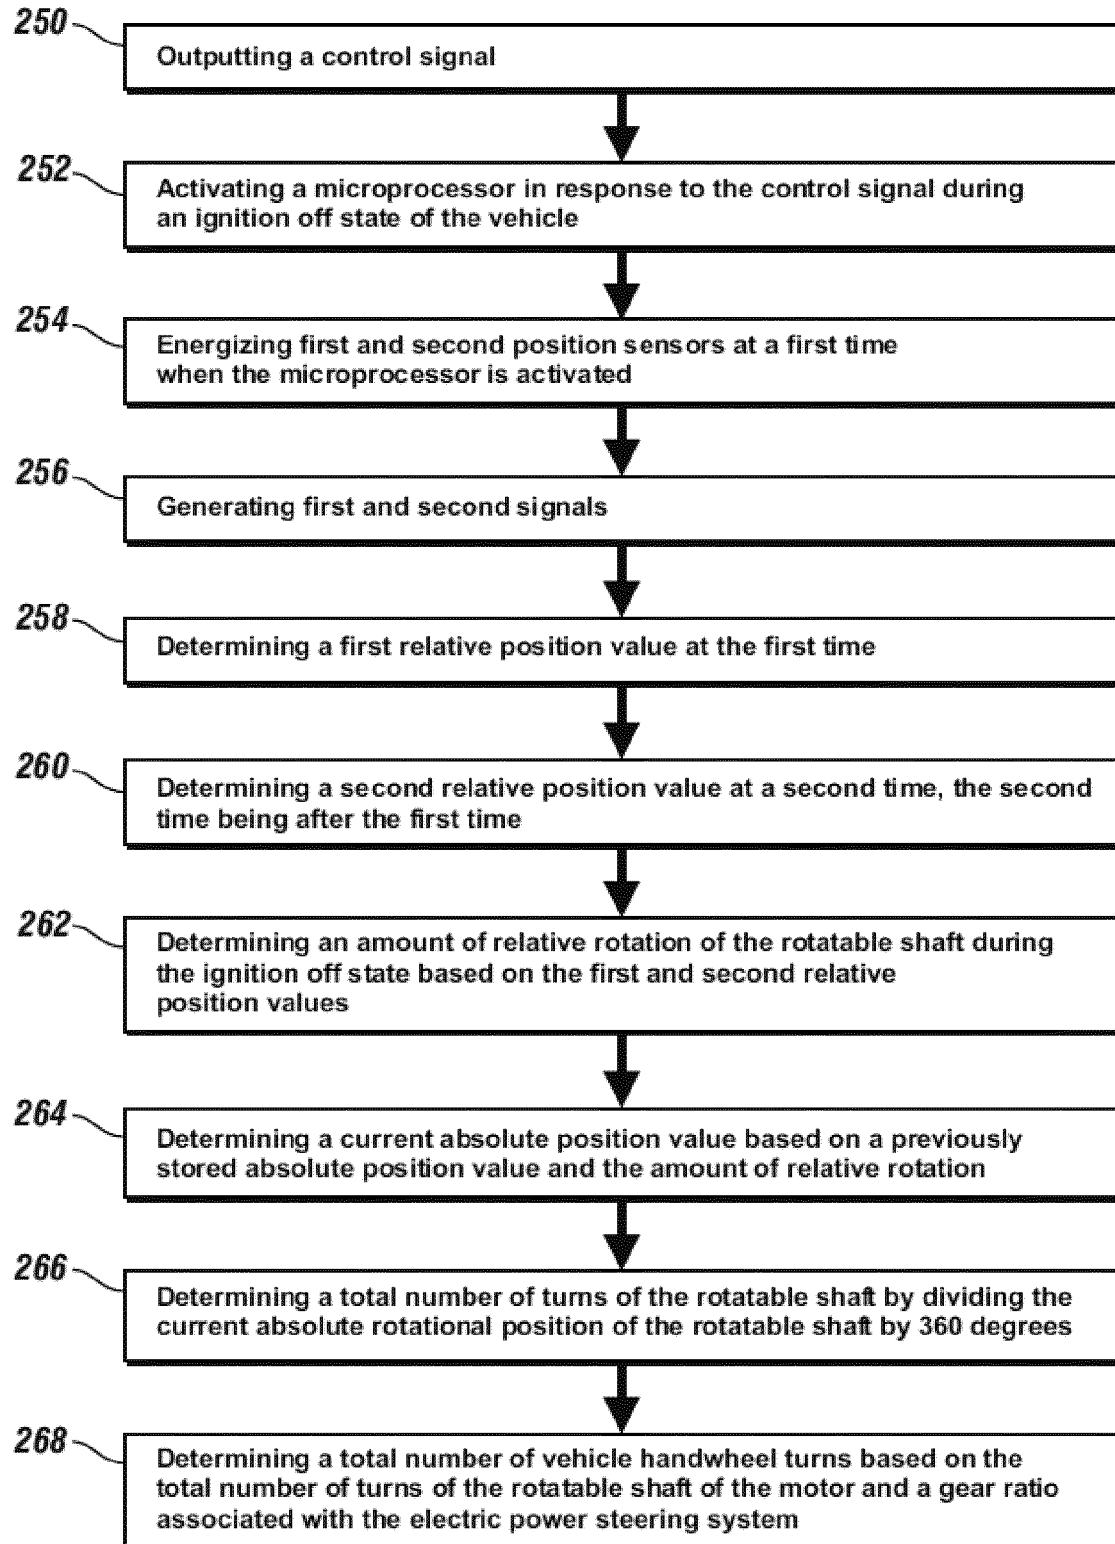 250
Outputting a control signal
252
Activating a microprocessor in response to the control signal during
an ignition off state of the vehicle
254
Energizing first and second position sensors at a first time
when the microprocessor is activated
256
Generating first and second signals
258
Determining a first relative position value at the first time
260
Determining a second relative position value at a second time, the second
time being after the first time
262
Determining an amount of relative rotation of the rotatable shaft during
the ignition off state based on the first and second relative
position values
264
Determining a current absolute position value based on a previously
stored absolute position value and the amount of relative rotation
266
Determining a total number of turns of the rotatable shaft by dividing the
current absolute rotational position of the rotatable shaft by 360 degrees
268
Determining a total number of vehicle handwheel turns based on the
total number of turns of the rotatable shaft of the motor and a gear ratio
associated with the electric power steering system